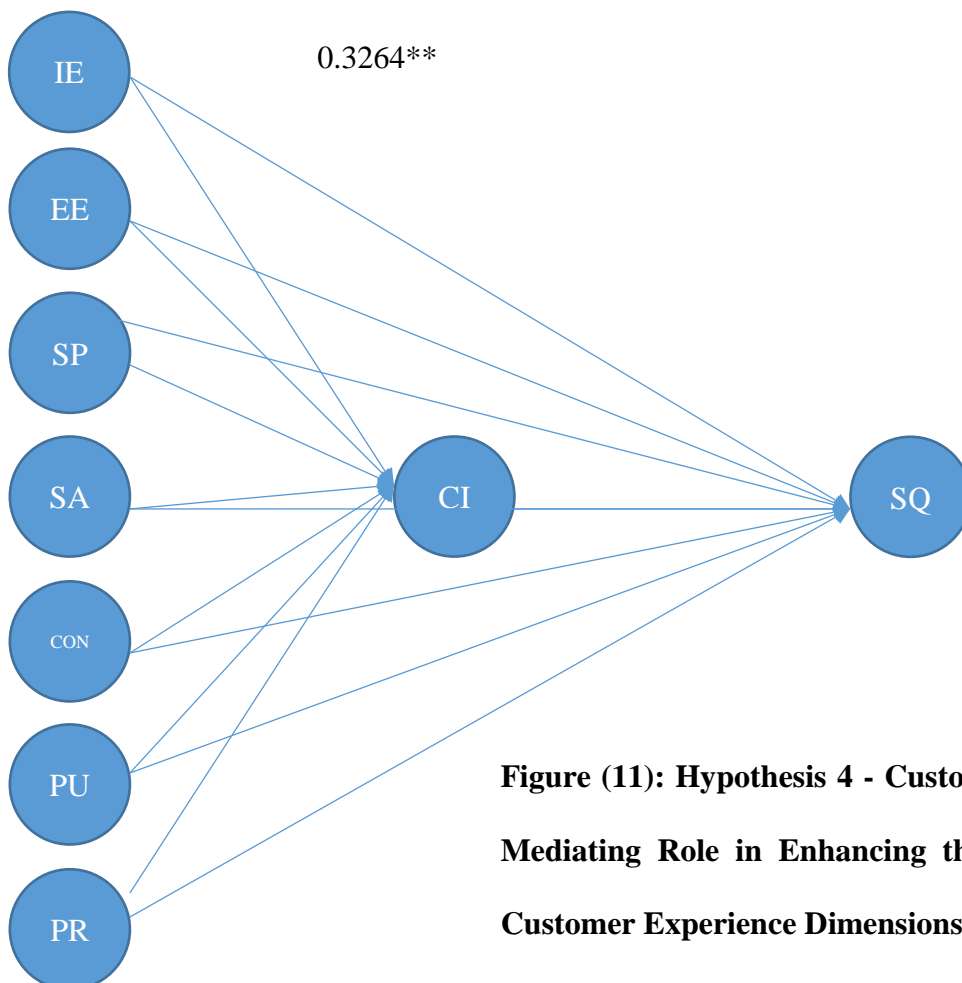 IE
0.3264**
EE
SP
SA
CI
SQ
CON
PU
PR
Figure (11): Hypothesis 4 - Custo
Mediating Role in Enhancing th
Customer Experience Dimensions